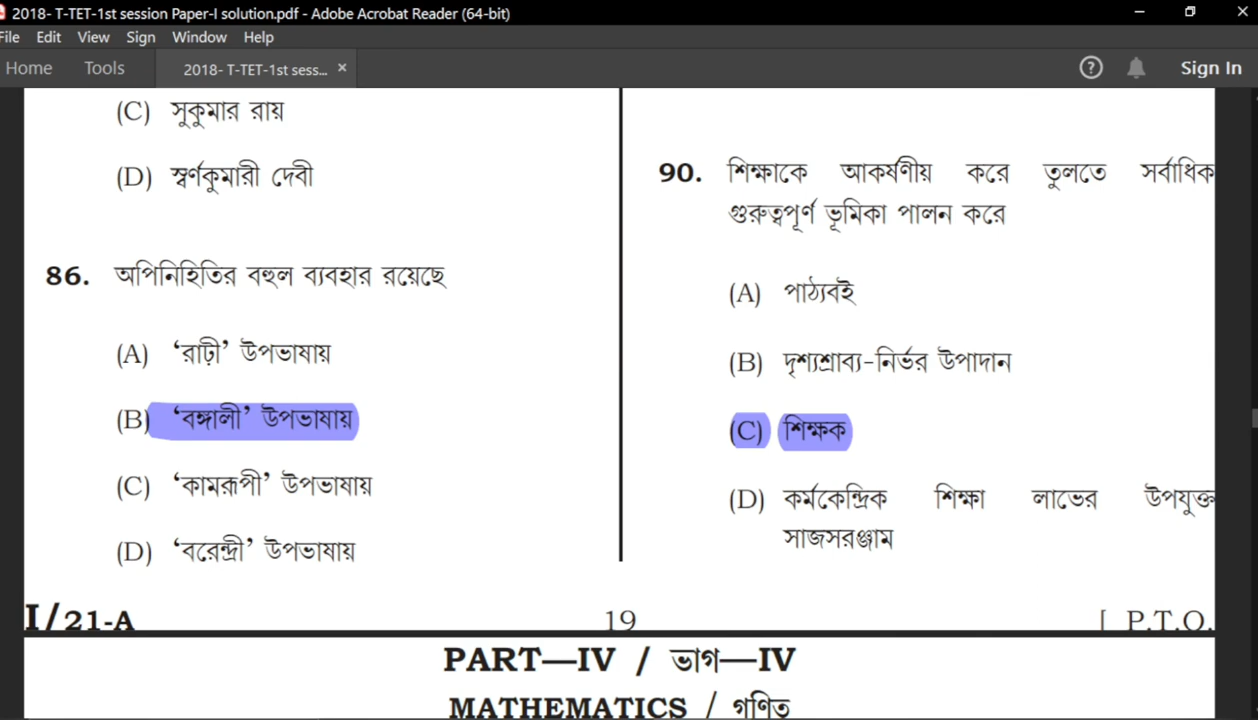 2018- T-TET-1st session Paper-I solution.pdf - Adobe Acrobat Reader (64-bit)
File Edit View Sign Window Help
Home Tools 2018- T-TET-1st sess... × Sign In
(C) সুকুমার রায়
(D) স্বর্ণকুমারী দেবী
86. অপিনিহিতির বহুল ব্যবহার রয়েছে
(A) ‘রাঢ়ী’ উপভাষায়
(B) ‘বঙ্গালী’ উপভাষায়
(C) ‘কামরূপী’ উপভাষায়
(D) ‘বরেন্দ্রী’ উপভাষায়
90. শিক্ষাকে আকর্ষণীয় করে তুলতে সর্বাধিক
গুরুত্বপূর্ণ ভূমিকা পালন করে
(A) পাঠ্যবই
(B) দৃশ্যশ্রাব্য-নির্ভর উপাদান
(C) শিক্ষক
(D) কর্মকেন্দ্রিক শিক্ষা লাভের উপযুক্ত
সাজসরঞ্জাম
I/21-A 19 [ P.T.O.
PART—IV / ভাগ—IV
MATHEMATICS / গণিত